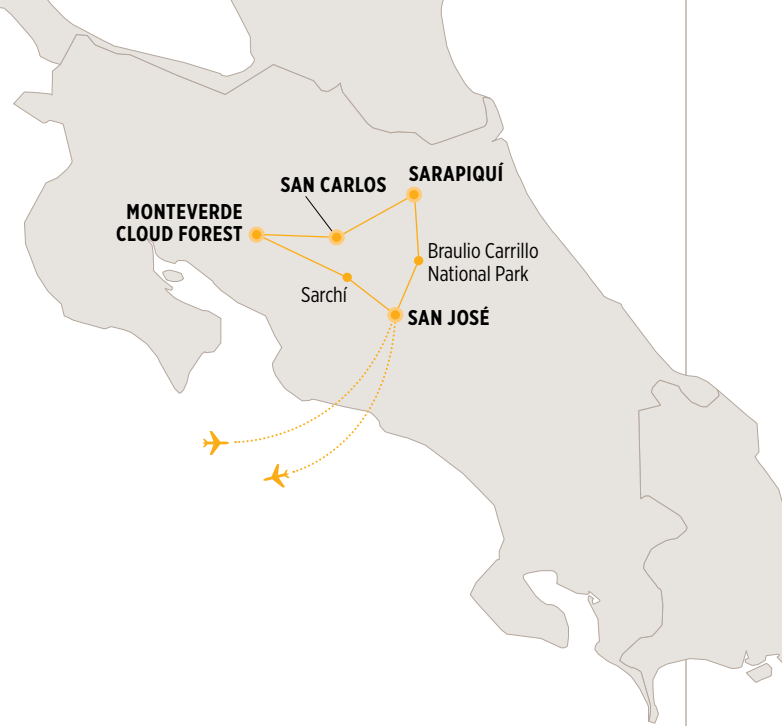 SARAPIQUÍ
SAN CARLOS
MONTEVERDE
CLOUD FOREST
Braulio Carrillo
National Park
Sarchí
SAN JOSÉ